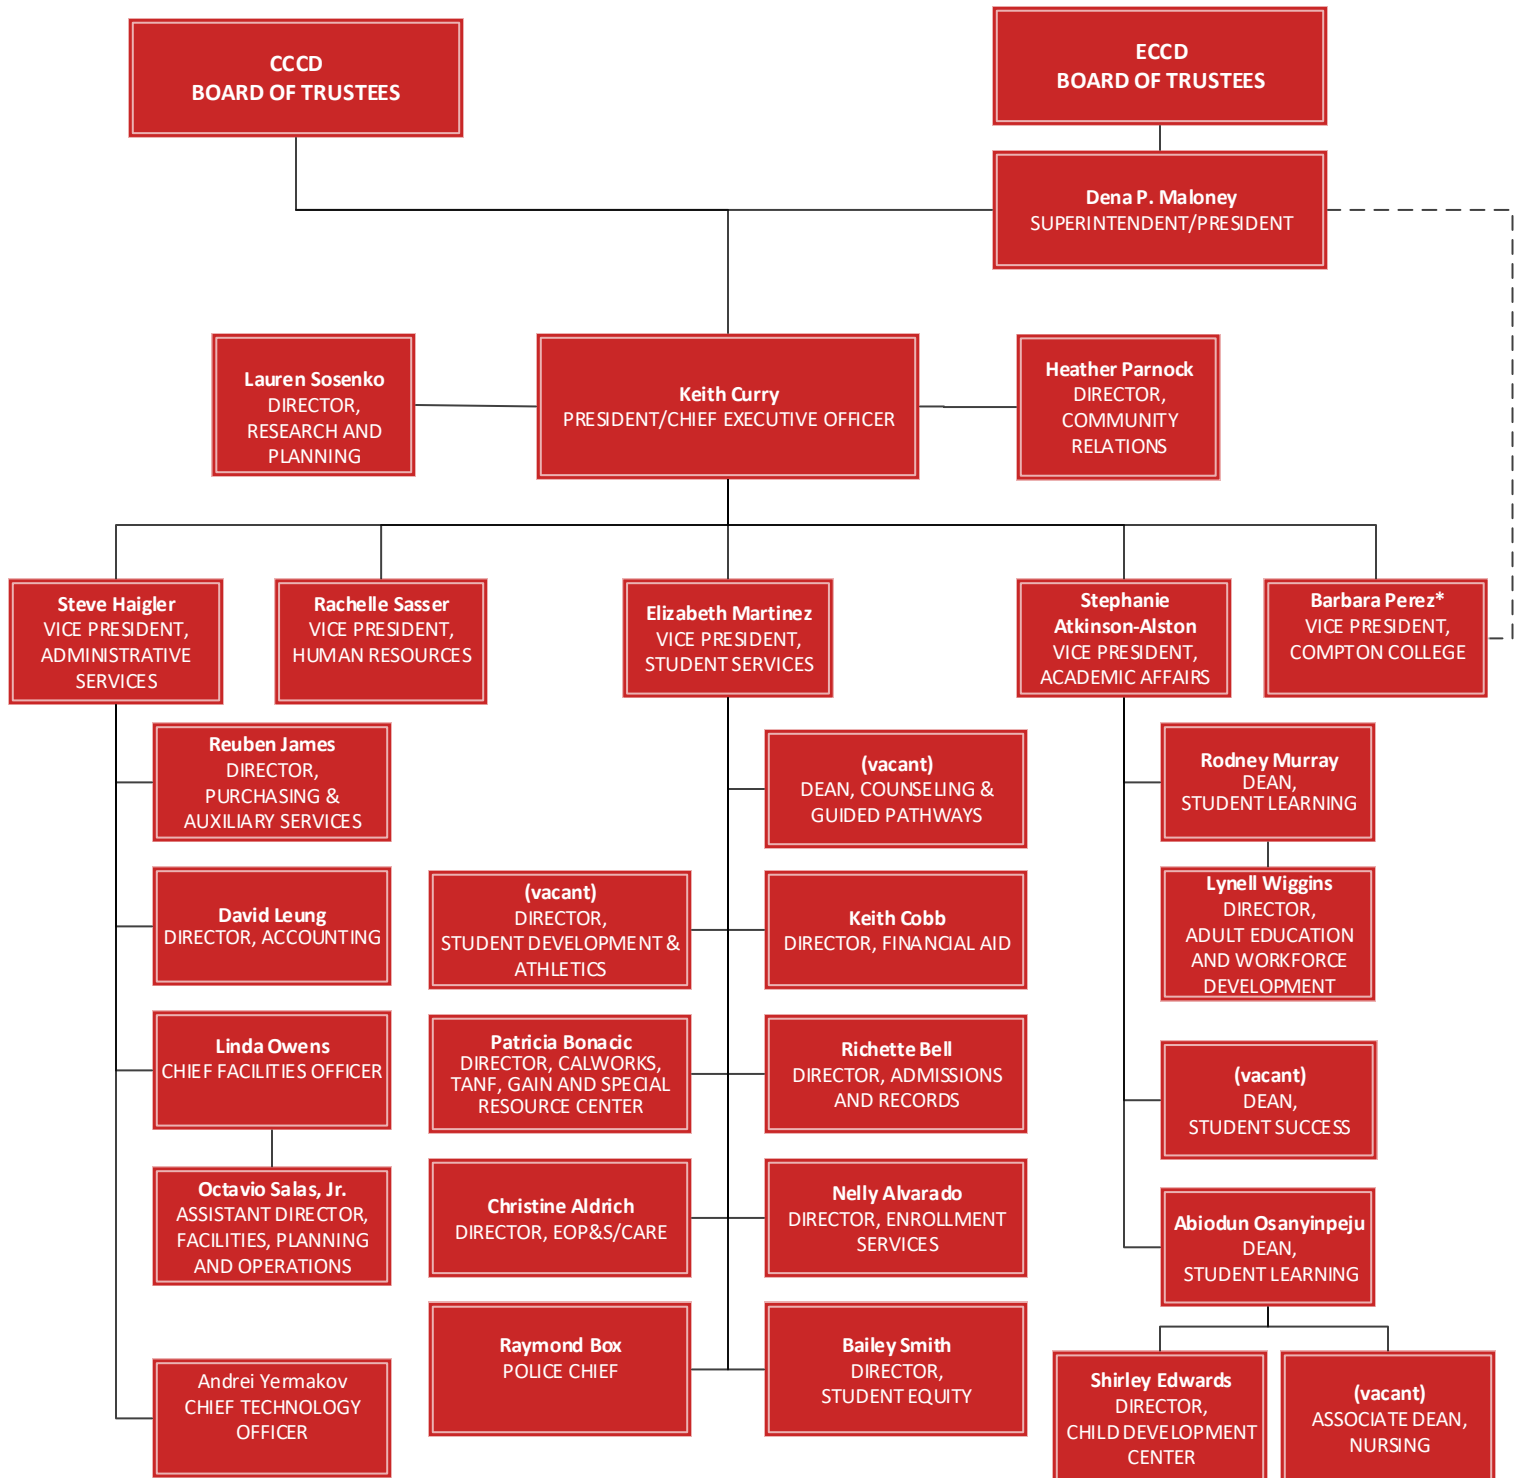 CCCD
BOARD OF TRUSTEES
ECCD
BOARD OF TRUSTEES
Dena P. Maloney
SUPERINTENDENT/PRESIDENT
Lauren Sosenko
DIRECTOR,
RESEARCH AND
PLANNING
Keith Curry
PRESIDENT/CHIEF EXECUTIVE OFFICER
Heather Parnock
DIRECTOR,
COMMUNITY
RELATIONS
Steve Haigler
VICE PRESIDENT,
ADMINISTRATIVE
SERVICES
Rachelle Sasser
VICE PRESIDENT,
HUMAN RESOURCES
Elizabeth Martinez
VICE PRESIDENT,
STUDENT SERVICES
Stephanie
Atkinson-Alston
VICE PRESIDENT,
ACADEMIC AFFAIRS
Barbara Perez*
VICE PRESIDENT,
COMPTON COLLEGE
Reuben James
DIRECTOR,
PURCHASING &
AUXILIARY SERVICES
David Leung
DIRECTOR, ACCOUNTING
Linda Owens
CHIEF FACILITIES OFFICER
Octavio Salas, Jr.
ASSISTANT DIRECTOR,
FACILITIES, PLANNING
AND OPERATIONS
Andrei Yermakov
CHIEF TECHNOLOGY
OFFICER
(vacant)
DEAN, COUNSELING &
GUIDED PATHWAYS
(vacant)
DIRECTOR,
STUDENT DEVELOPMENT &
ATHLETICS
Keith Cobb
DIRECTOR, FINANCIAL AID
Patricia Bonacic
DIRECTOR, CALWORKS,
TANF, GAIN AND SPECIAL
RESOURCE CENTER
Richette Bell
DIRECTOR, ADMISSIONS
AND RECORDS
Christine Aldrich
DIRECTOR, EOP&S/CARE
Nelly Alvarado
DIRECTOR, ENROLLMENT
SERVICES
Raymond Box
POLICE CHIEF
Bailey Smith
DIRECTOR,
STUDENT EQUITY
Rodney Murray
DEAN,
STUDENT LEARNING
Lynell Wiggins
DIRECTOR,
ADULT EDUCATION
AND WORKFORCE
DEVELOPMENT
(vacant)
DEAN,
STUDENT SUCCESS
Abiodun Osanyinpeju
DEAN,
STUDENT LEARNING
Shirley Edwards
DIRECTOR,
CHILD DEVELOPMENT
CENTER
(vacant)
ASSOCIATE DEAN,
NURSING